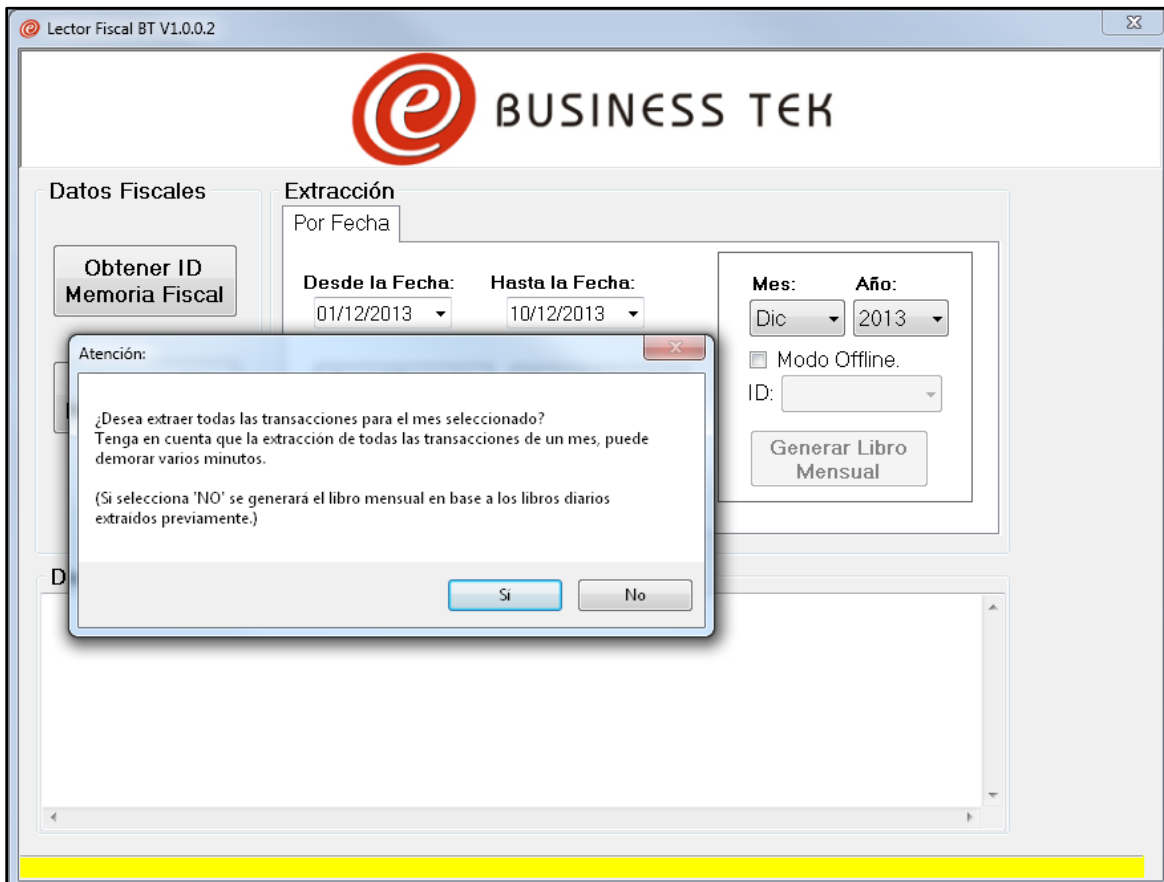 Lector Fiscal BT V1.0.0.2
BUSINESS TEK
Datos Fiscales
Obtener ID
Memoria Fiscal
Extracción
Por Fecha
Desde la Fecha:
Hasta la Fecha:
01/12/2013
10/12/2013
Mes:
Año:
Dic
2013
Modo Offline.
ID:
Generar Libro
Mensual
Atención:
¿Desea extraer todas las transacciones para el mes seleccionado?
Tenga en cuenta que la extracción de todas las transacciones de un mes, puede
demorar varios minutos.
(Si selecciona 'NO' se generará el libro mensual en base a los libros diarios
extraídos previamente.)
Sí
No